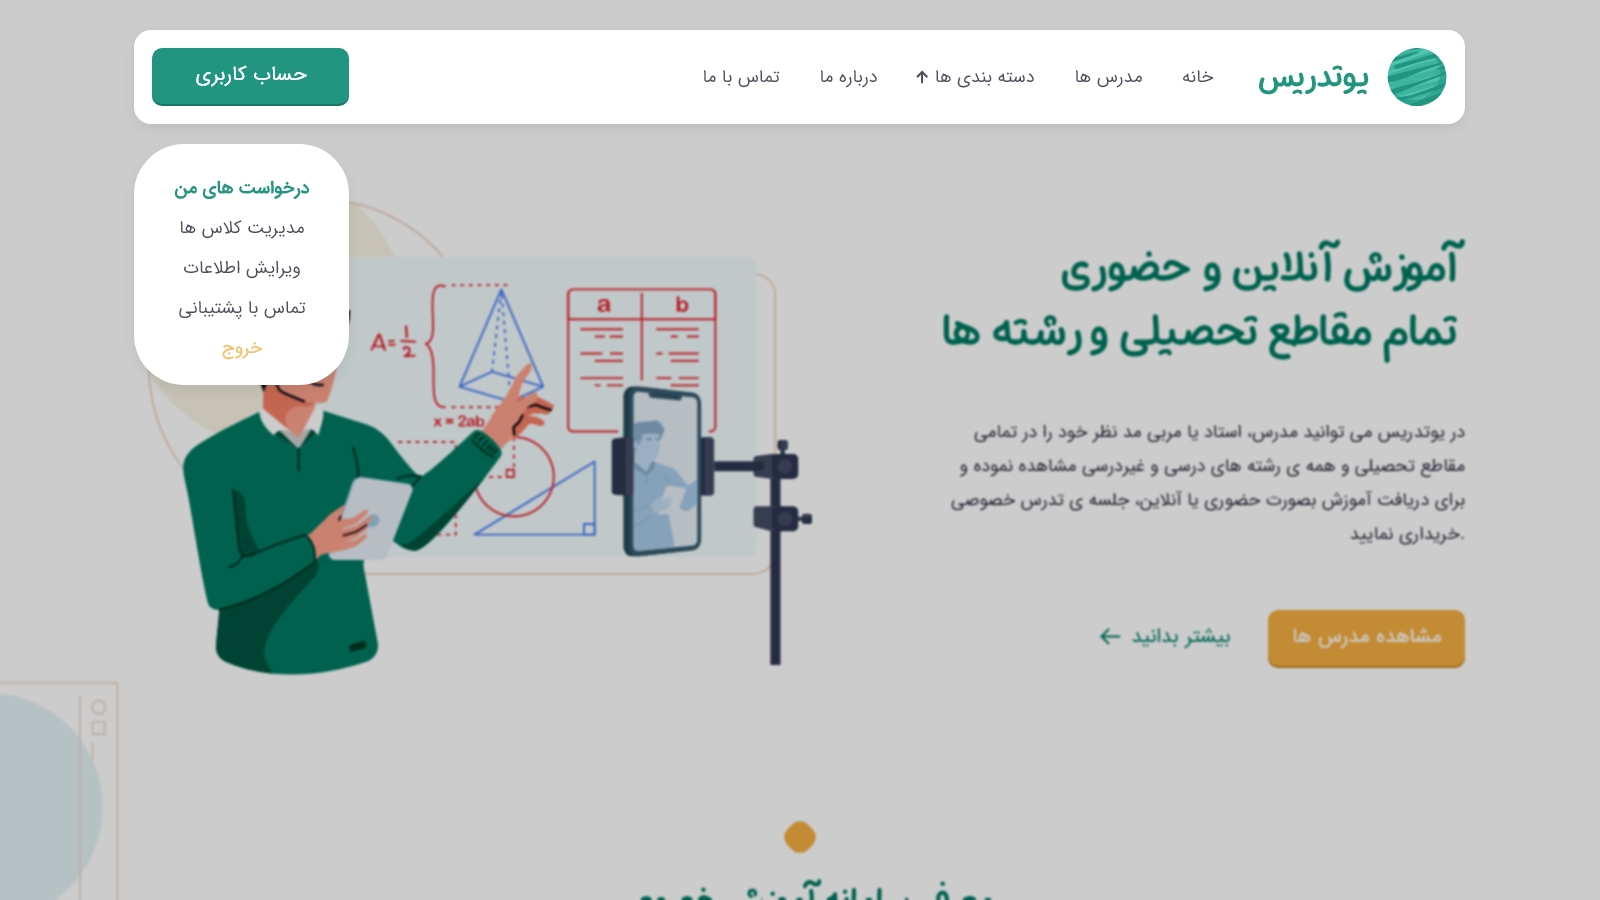 یوتدریس
خانه
مدرس ها
دسته بندی ها
درباره ما
تماس با ما
حساب کاربری
درخواست های من
مدیریت کلاس ها
ویرایش اطلاعات
تماس با پشتیبانی
خروج
آموزش آنلاین و حضوری
تمام مقاطع تحصیلی و رشته ها
در یوتدریس می توانید مدرس، استاد یا مربی مد نظر خود را در تمامی
مقاطع تحصیلی و همه ی رشته های درسی و غیردرسی مشاهده نموده و
برای دریافت آموزش بصورت حضوری یا آنلاین، جلسه ی تدرس خصوصی
.خریداری نمایید
مشاهده مدرس ها
بیشتر بدانید
a b
A=1/2
x = 2ab